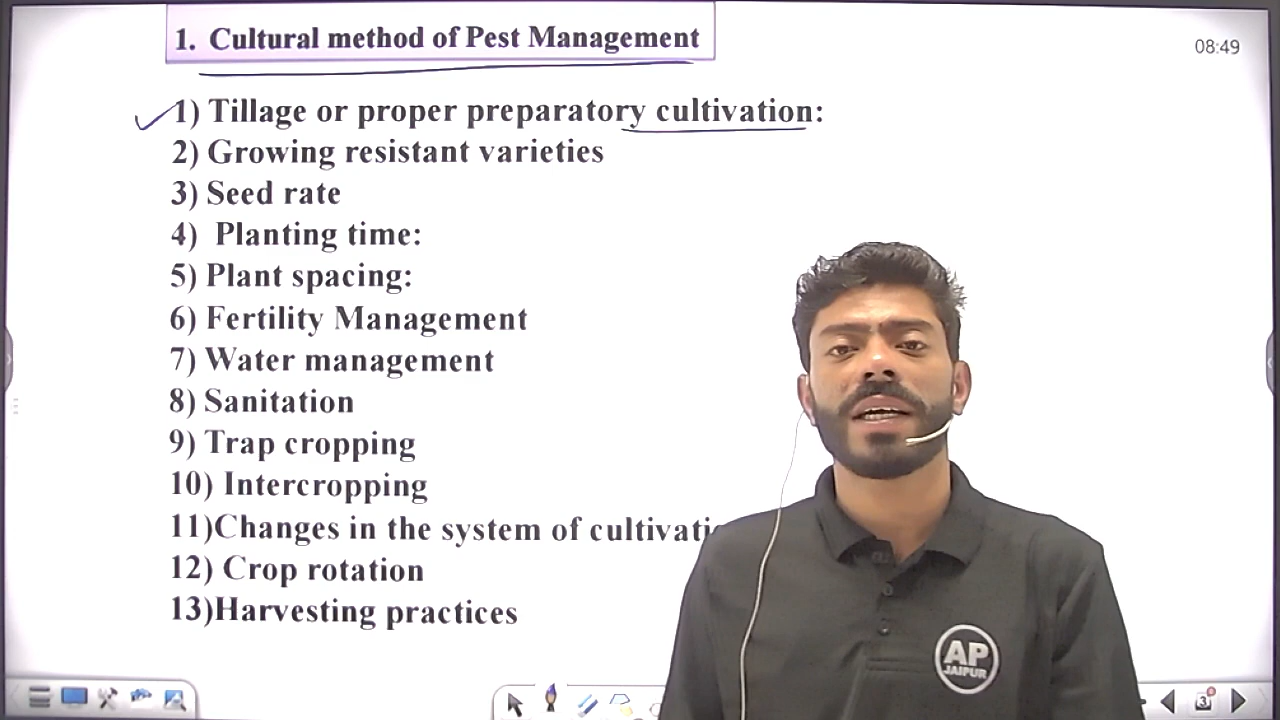 1. Cultural method of Pest Management
08:49
1) Tillage or proper preparatory cultivation:
2) Growing resistant varieties
3) Seed rate
4) Planting time:
5) Plant spacing:
6) Fertility Management
7) Water management
8) Sanitation
9) Trap cropping
10) Intercropping
11)Changes in the system of cultivatio
12) Crop rotation
13)Harvesting practices
AP
JAIPUR
3